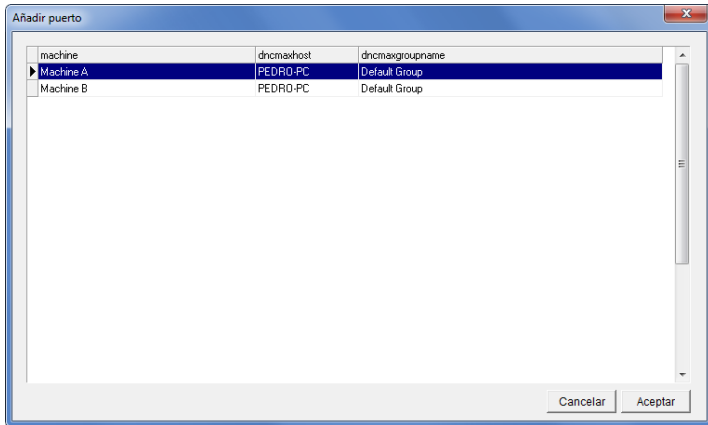 Añadir puerto
machine dncmaxhost dncmaxgroupname
Machine A PEDRO-PC Default Group
Machine B PEDRO-PC Default Group
Cancelar Aceptar